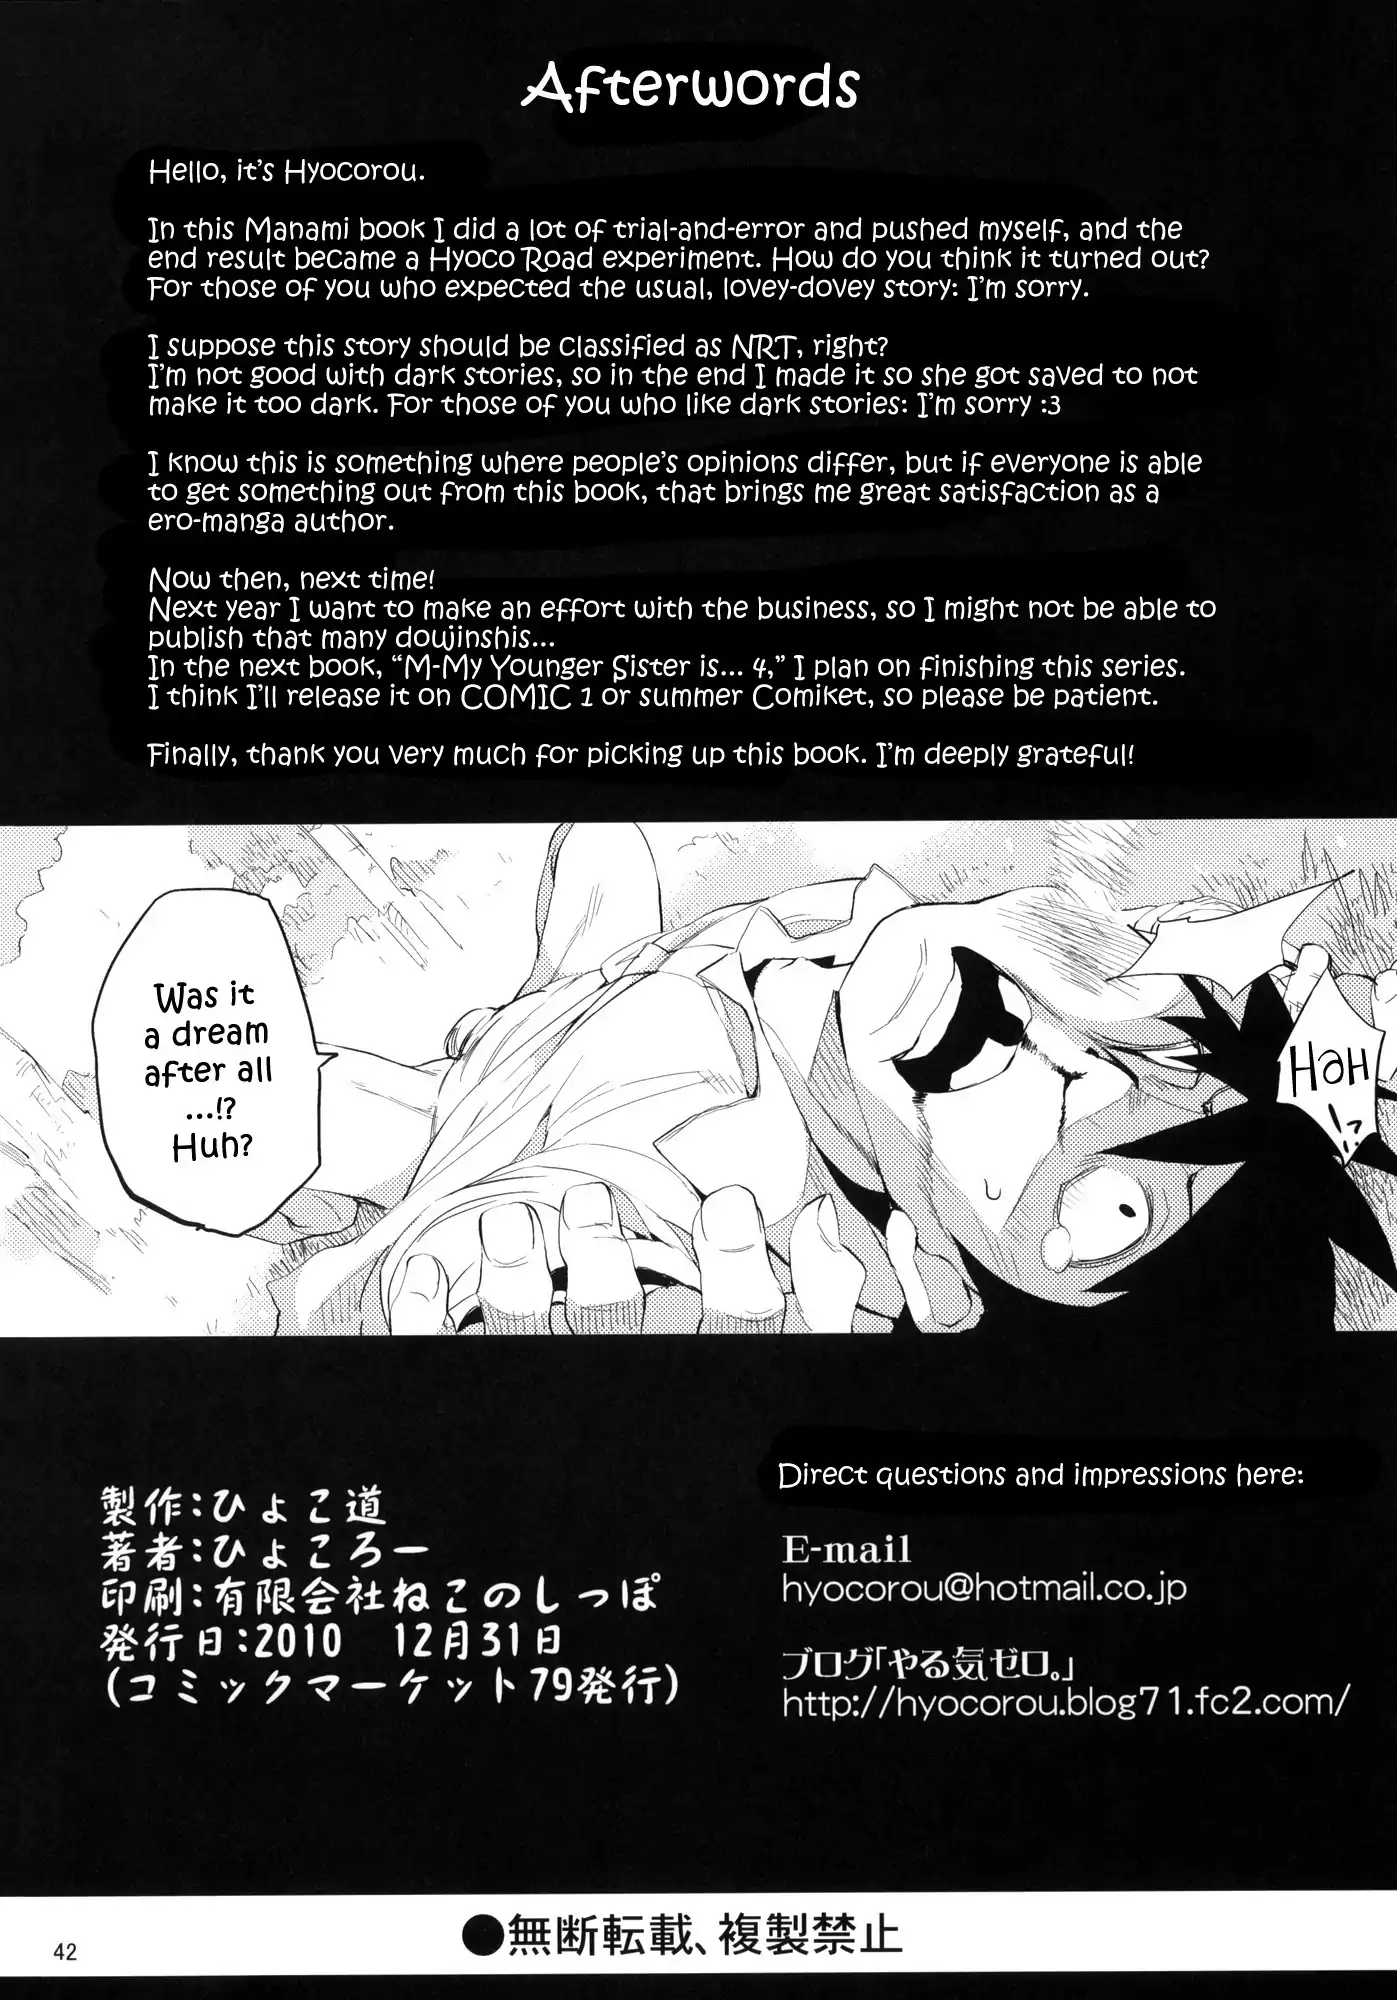 Afterwords
Hello, it's Hyocorou.
In this Manami book I did a lot of trial-and-error and pushed myself, and the
end result became a Hyoco Road experiment. How do you think it turned out?
For those of you who expected the usual, lovey-dovey story: I'm sorry.
I suppose this story should be classified as NRT, right?
I'm not good with dark stories, so in the end I made it so she got saved to not
make it too dark. For those of you who like dark stories: I'm sorry :3
I know this is something where people's opinions differ, but if everyone is able
to get something out from this book, that brings me great satisfaction as a
ero-manga author.
Now then, next time!
Next year I want to make an effort with the business, so I might not be able to
publish that many doujinshis...
In the next book, “M-My Younger Sister is... 4,” I plan on finishing this series.
I think I'll release it on COMIC 1 or summer Comiket, so please be patient.
Finally, thank you very much for picking up this book. I'm deeply grateful!
Hah
!?
Was it
a dream
after all
...!?
Huh?
製作:ひよこ道
著者:ひょころー
印刷:有限会社ねこのしっぽ
発行日:2010 12月31日
(コミックマーケット79発行)
Direct questions and impressions here:
E-mail
hyocorou@hotmail.co.jp
ブログ「やる気ゼロ。」
http://hyocorou.blog71.fc2.com/
●無断転載、複製禁止
42